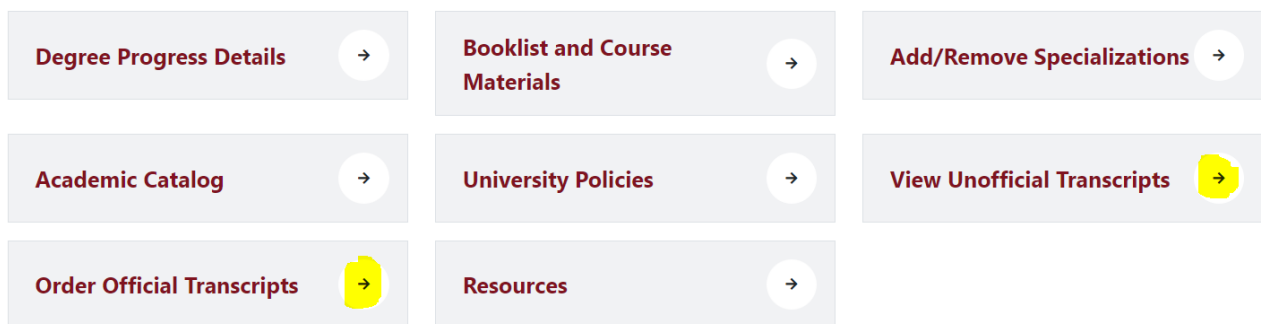 Degree Progress Details
Booklist and Course
Materials
Add/Remove Specializations
Academic Catalog
University Policies
View Unofficial Transcripts
Order Official Transcripts
Resources